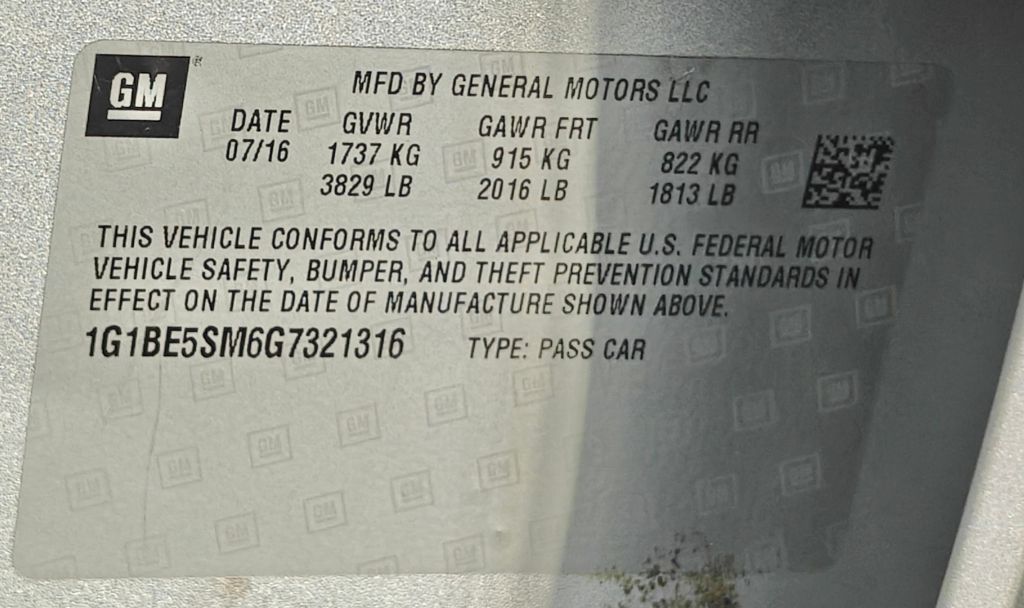 GM
MFD BY GENERAL MOTORS LLC
DATE GVWR GAWR FRT GAWR RR
07/16 1737 KG 915 KG 822 KG
3829 LB 2016 LB 1813 LB
THIS VEHICLE CONFORMS TO ALL APPLICABLE U.S. FEDERAL MOTOR
VEHICLE SAFETY, BUMPER, AND THEFT PREVENTION STANDARDS IN
EFFECT ON THE DATE OF MANUFACTURE SHOWN ABOVE.
1G1BE5SM6G7321316 TYPE: PASS CAR